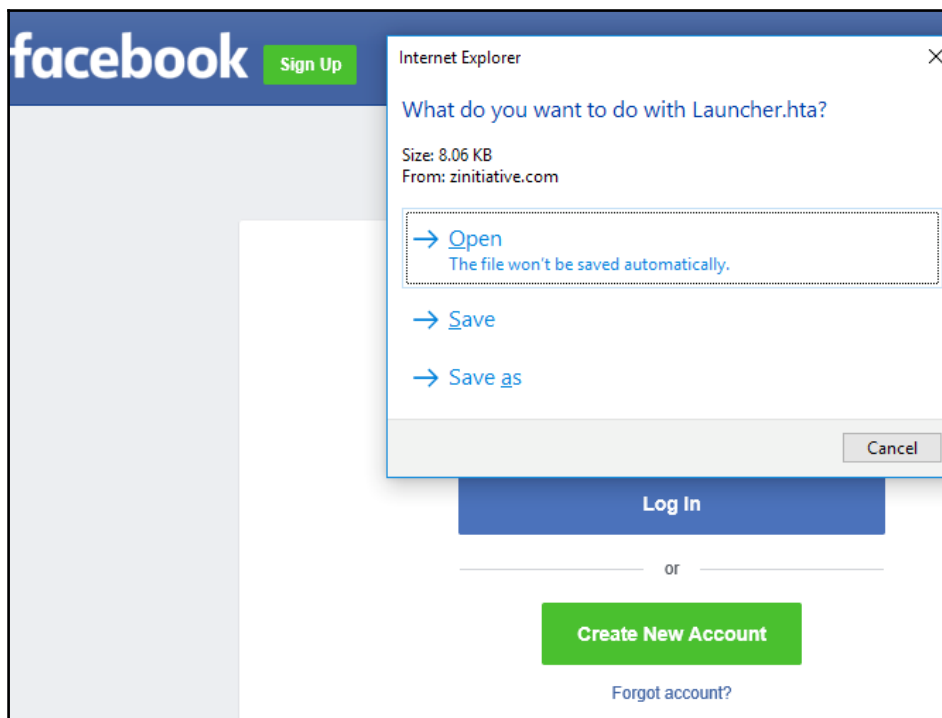 facebook Sign Up
Internet Explorer
What do you want to do with Launcher.hta?
Size: 8.06 KB
From: zinitiative.com
Open
The file won't be saved automatically.
Save
Save as
Cancel
Log In
or
Create New Account
Forgot account?